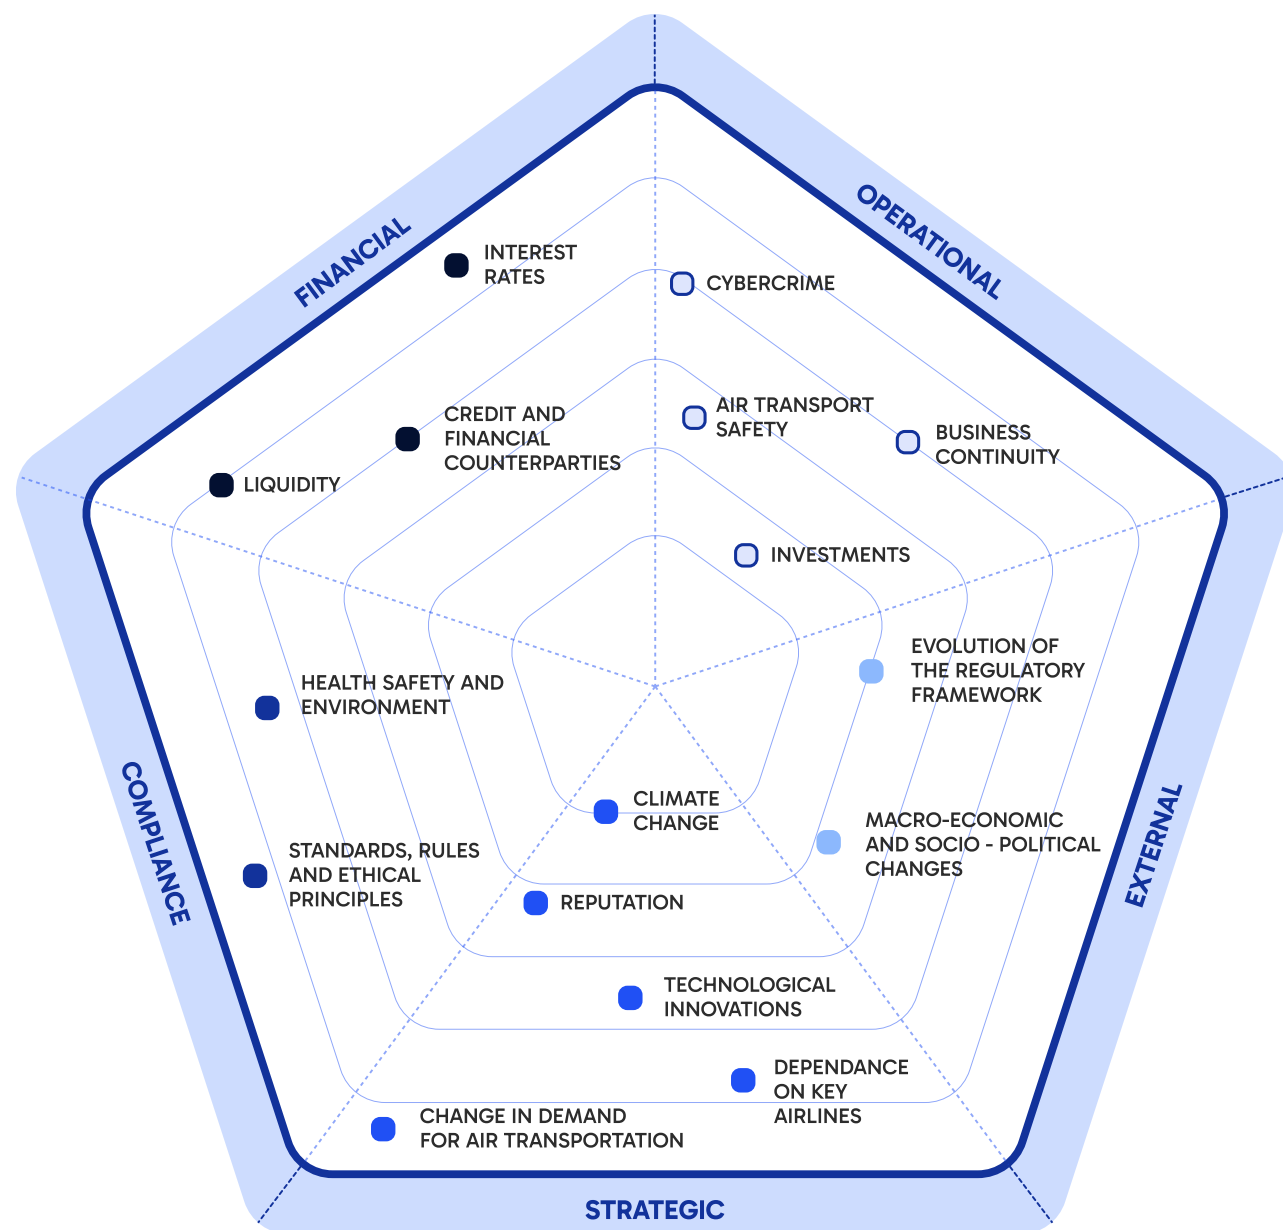 OPERATIONAL
FINANCIAL
INTEREST
RATES
CYBERCRIME
AIR TRANSPORT
SAFETY
CREDIT AND
FINANCIAL
COUNTERPARTIES
BUSINESS
CONTINUITY
LIQUIDITY
INVESTMENTS
EVOLUTION OF
THE REGULATORY
FRAMEWORK
HEALTH SAFETY AND
ENVIRONMENT
CLIMATE
CHANGE
COMPLIANCE
EXTERNAL
MACRO-ECONOMIC
AND SOCIO - POLITICAL
CHANGES
STANDARDS, RULES
AND ETHICAL
PRINCIPLES
REPUTATION
TECHNOLOGICAL
INNOVATIONS
DEPENDANCE
ON KEY
AIRLINES
CHANGE IN DEMAND
FOR AIR TRANSPORTATION
STRATEGIC